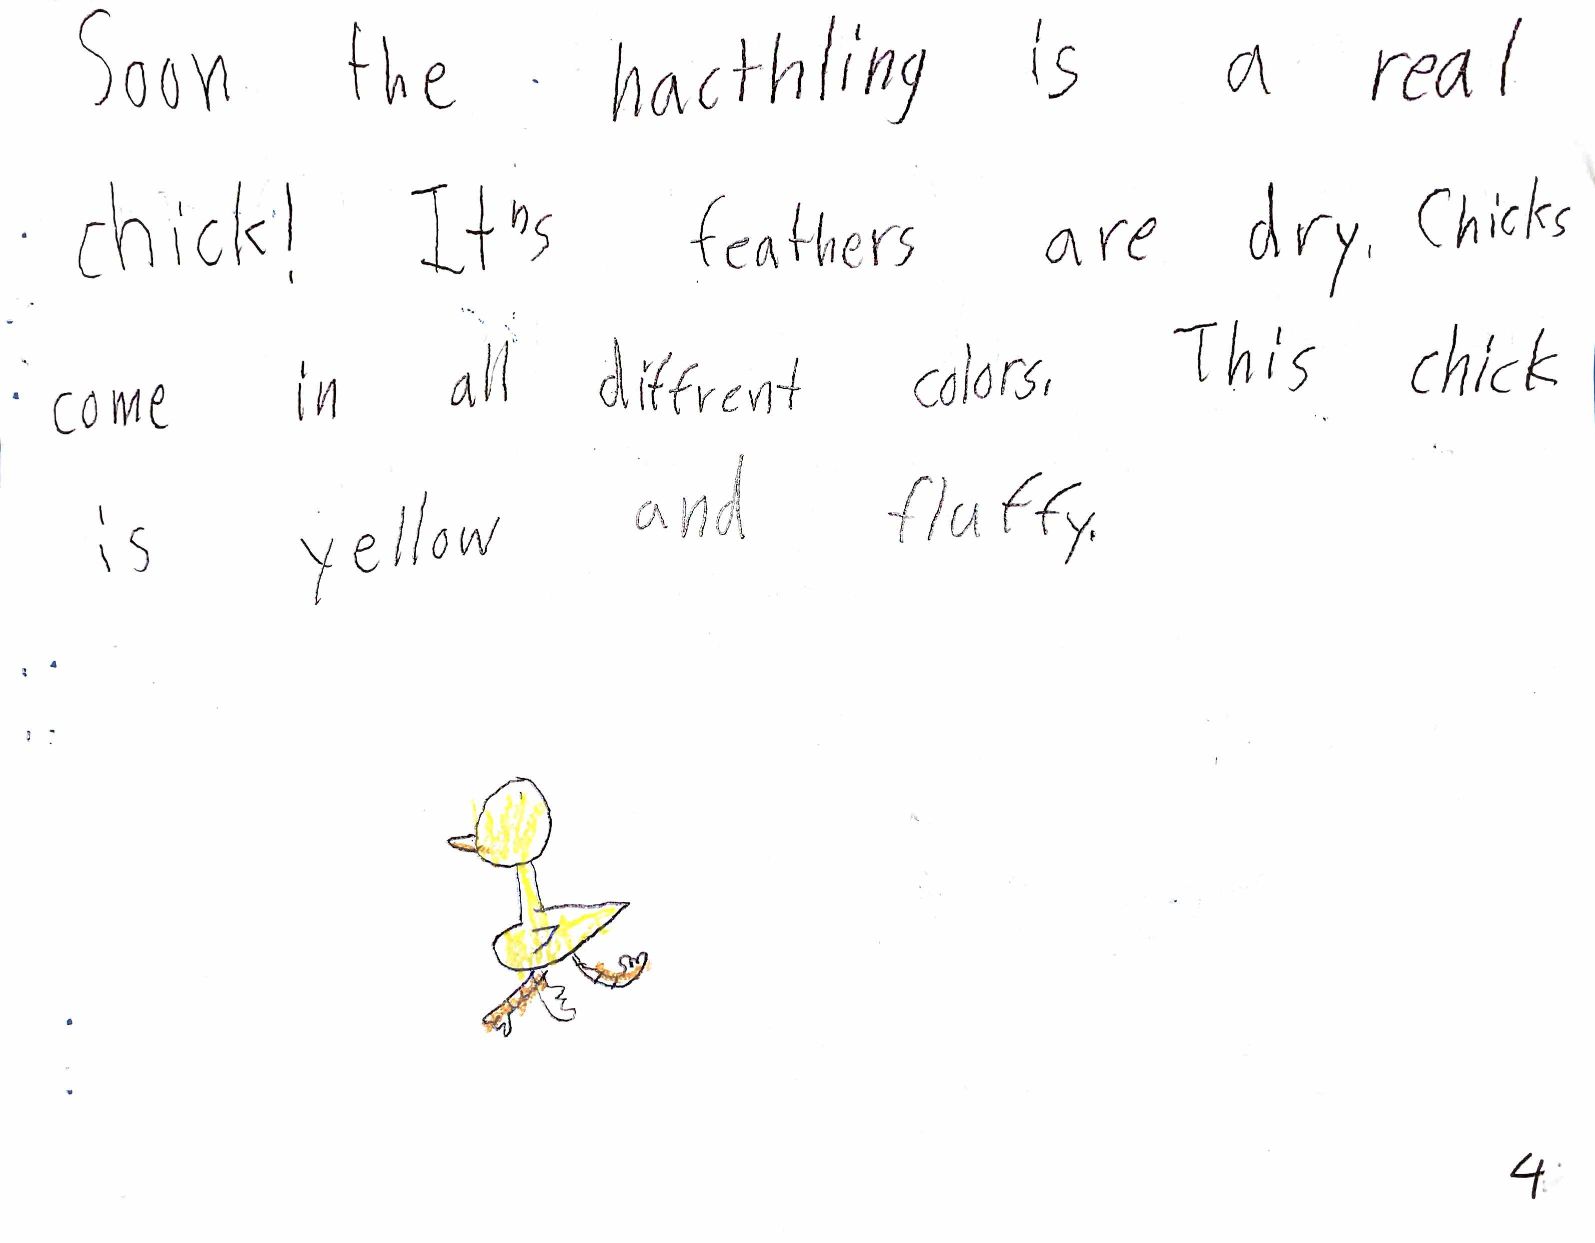 Soon the hacthling is a real
chick! It"s feathers are dry. Chicks
come in all diffrent colors. This chick
is yellow and fluffy.
4